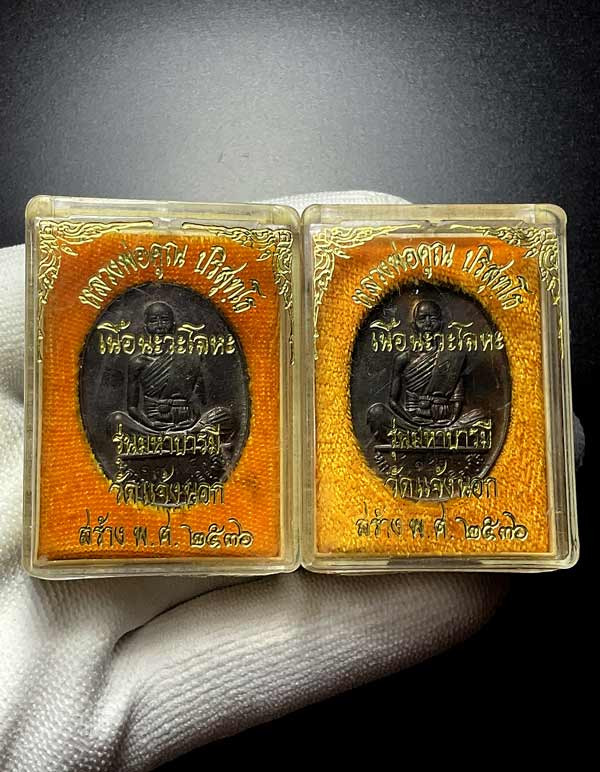 หลวงพ่อคูณ ปริสุทฺโธ
เนื้อนะวะโลหะ
รุ่นมหาบารมี
วัดแจ้งนอก
สร้าง พ.ศ. ๒๕๓๖
หลวงพ่อคูณ ปริสุทฺโธ
เนื้อนะวะโลหะ
รุ่นมหาบารมี
วัดแจ้งนอก
สร้าง พ.ศ. ๒๕๓๖